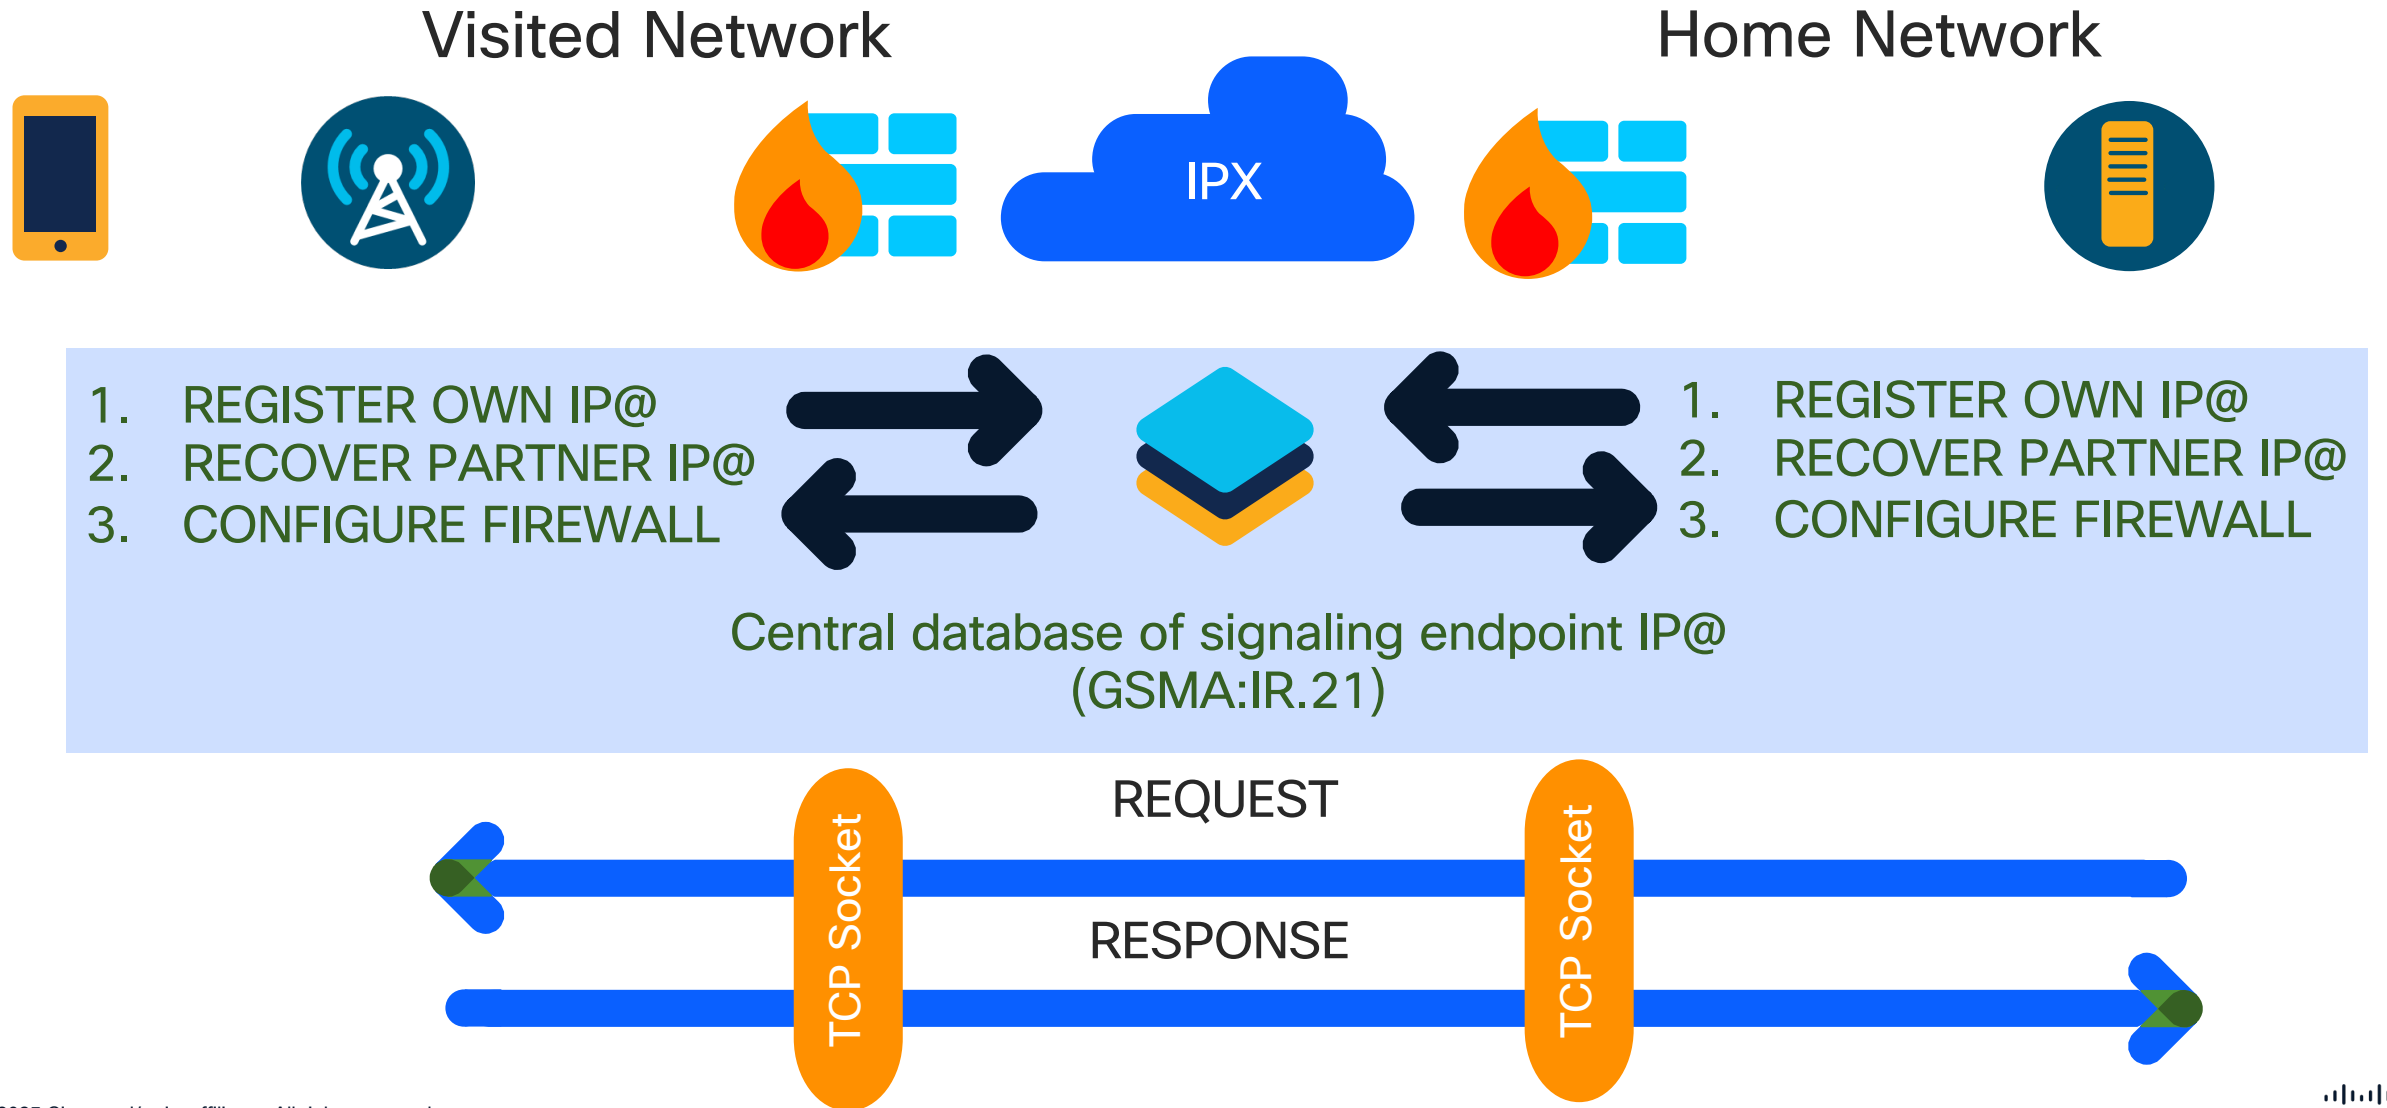 Visited Network
Home Network
IPX
1. REGISTER OWN IP@
2. RECOVER PARTNER IP@
3. CONFIGURE FIREWALL
1. REGISTER OWN IP@
2. RECOVER PARTNER IP@
3. CONFIGURE FIREWALL
Central database of signaling endpoint IP@
(GSMA:IR.21)
REQUEST
TCP Socket
TCP Socket
RESPONSE